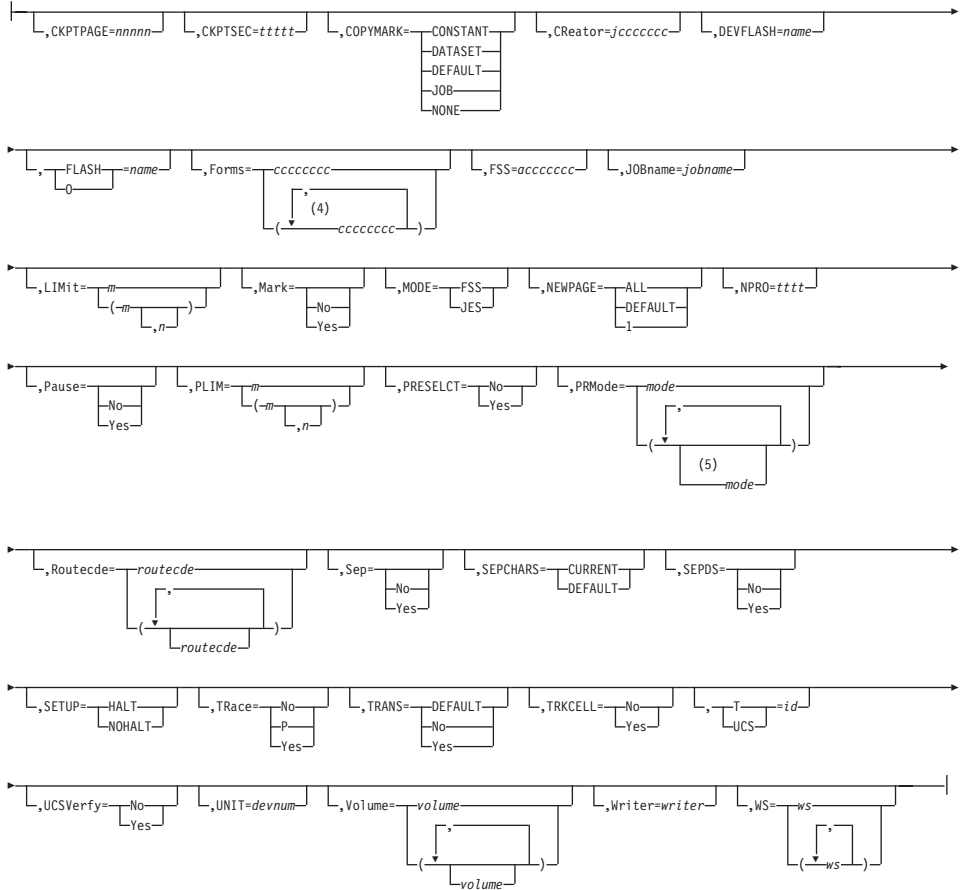 ,CKPTPAGE=nnnnn ,CKPTSEC=ttttt ,COPYMARK= CONSTANT ,CReator=jccccccc ,DEVFLASH=name
DATASET
DEFAULT
JOB
NONE
, FLASH =name ,Forms= cccccccc ,FSS=accccccc ,JOBname=jobname
O ,
(4)
( cccccccc )
,LIMit= m ,Mark= ,MODE= FSS ,NEWPAGE= ALL ,NPRO=tttt
(m ) No JES DEFAULT
,n Yes 1
,Pause= ,PLIM= m ,PRESELCT= No ,PRMode= mode
No (m ) Yes ,
Yes ,n ( )
(5)
mode
,Routecde= routecde ,Sep= ,SEPCHARS= CURRENT ,SEPDS=
, No DEFAULT No
( ) Yes Yes
routecde
,SETUP= HALT ,TRace= No ,TRANS= DEFAULT ,TRKCELL= No , T =id
NOHALT P No Yes UCS
Yes Yes
,UCSVerfy= No ,UNIT=devnum ,Volume= volume ,Writer=writer ,WS= ws
Yes , ,
( ) ( ws )
volume